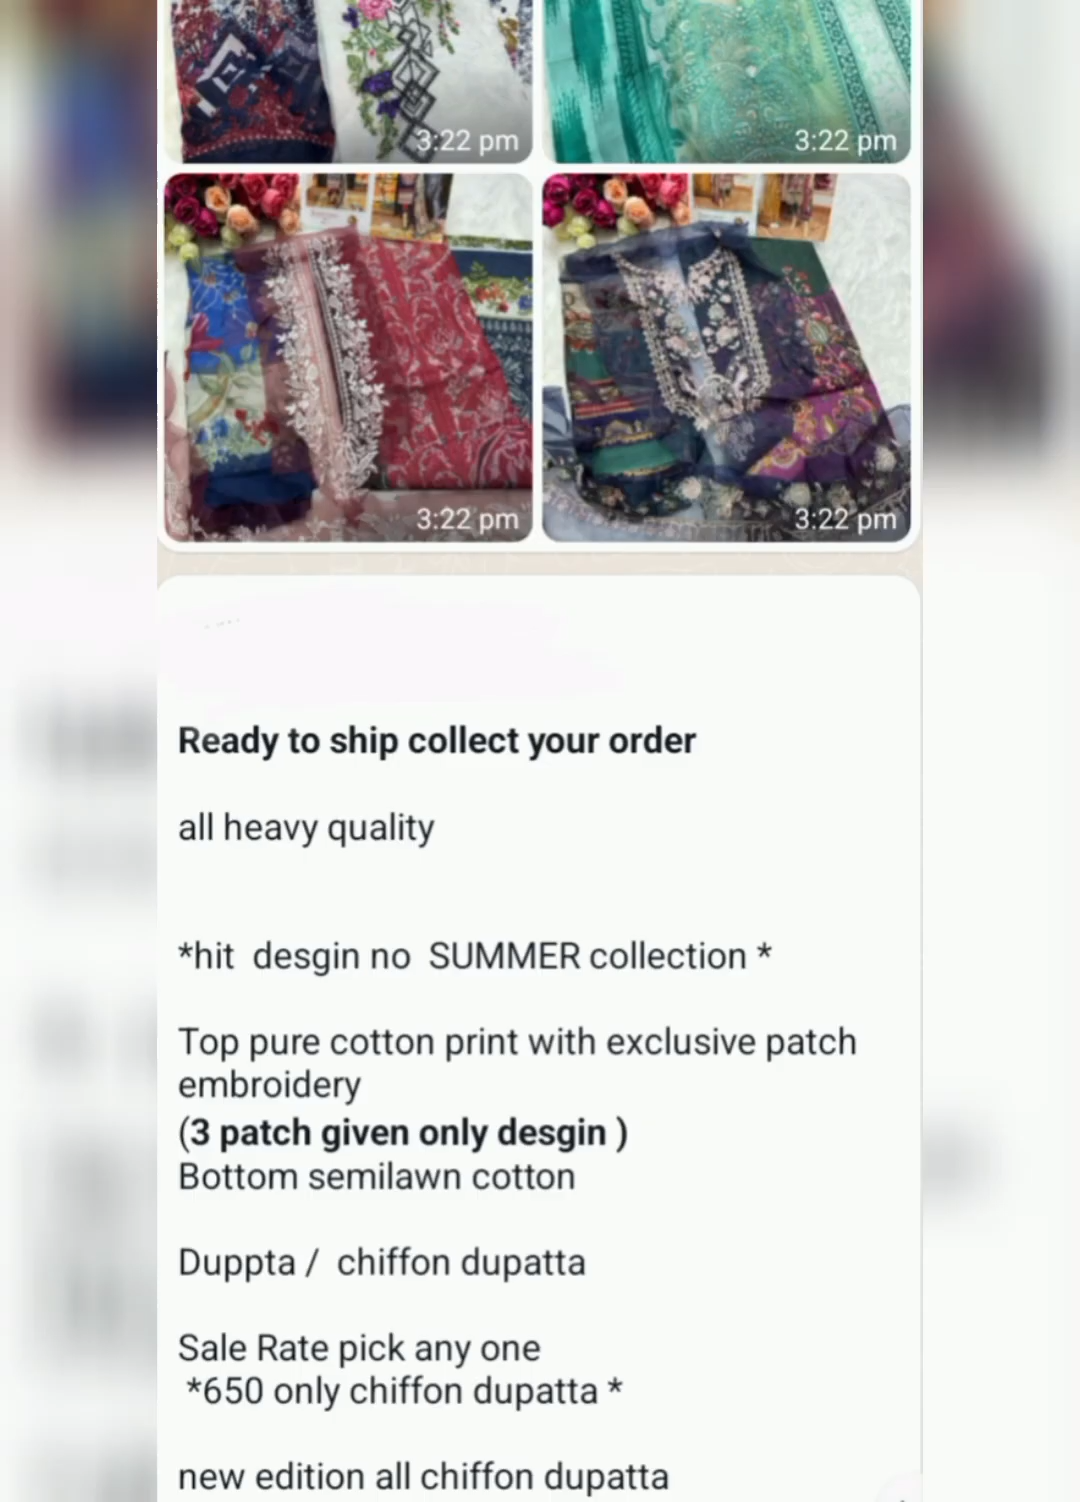 3:22 pm
3:22 pm
3:22 pm
3:22 pm
Ready to ship collect your order
all heavy quality
*hit desgin no SUMMER collection *
Top pure cotton print with exclusive patch
embroidery
(3 patch given only desgin )
Bottom semilawn cotton
Duppta / chiffon dupatta
Sale Rate pick any one
*650 only chiffon dupatta *
new edition all chiffon dupatta